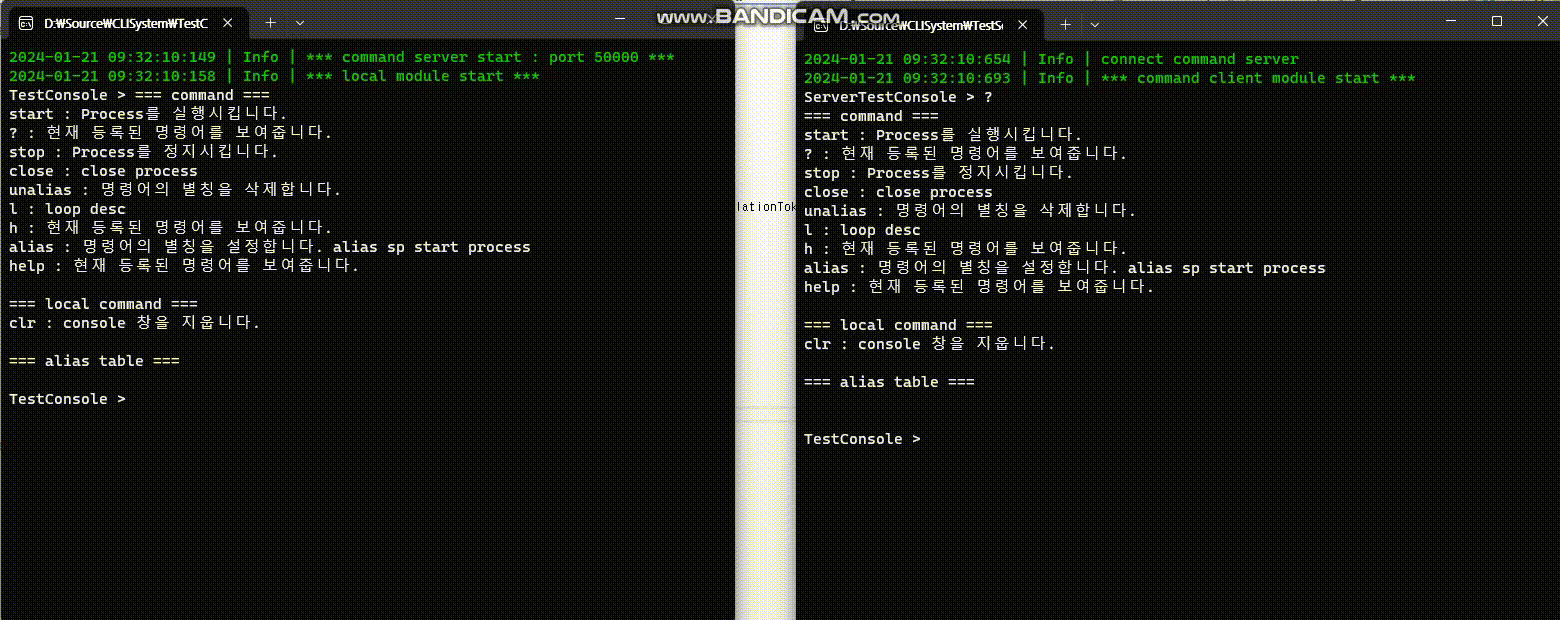 www.BANDICAM.com
D:₩Source₩CLISystem₩TestC
2024-01-21 09:32:10:149 | Info | *** command server start : port 50000 ***
2024-01-21 09:32:10:158 | Info | *** local module start ***
TestConsole > === command ===
start : Process를 실행시킵니다.
? : 현재 등록된 명령어를 보여줍니다.
stop : Process를 정지시킵니다.
close : close process
unalias : 명령어의 별칭을 삭제합니다.
l : loop desc
h : 현재 등록된 명령어를 보여줍니다.
alias : 명령어의 별칭을 설정합니다. alias sp start process
help : 현재 등록된 명령어를 보여줍니다.
=== local command ===
clr : console 창을 지웁니다.
=== alias table ===
TestConsole >
lationTok
D:₩Source₩CLISystem₩TestSe
2024-01-21 09:32:10:654 | Info | connect command server
2024-01-21 09:32:10:693 | Info | *** command client module start ***
ServerTestConsole > ?
=== command ===
start : Process를 실행시킵니다.
? : 현재 등록된 명령어를 보여줍니다.
stop : Process를 정지시킵니다.
close : close process
unalias : 명령어의 별칭을 삭제합니다.
l : loop desc
h : 현재 등록된 명령어를 보여줍니다.
alias : 명령어의 별칭을 설정합니다. alias sp start process
help : 현재 등록된 명령어를 보여줍니다.
=== local command ===
clr : console 창을 지웁니다.
=== alias table ===
TestConsole >